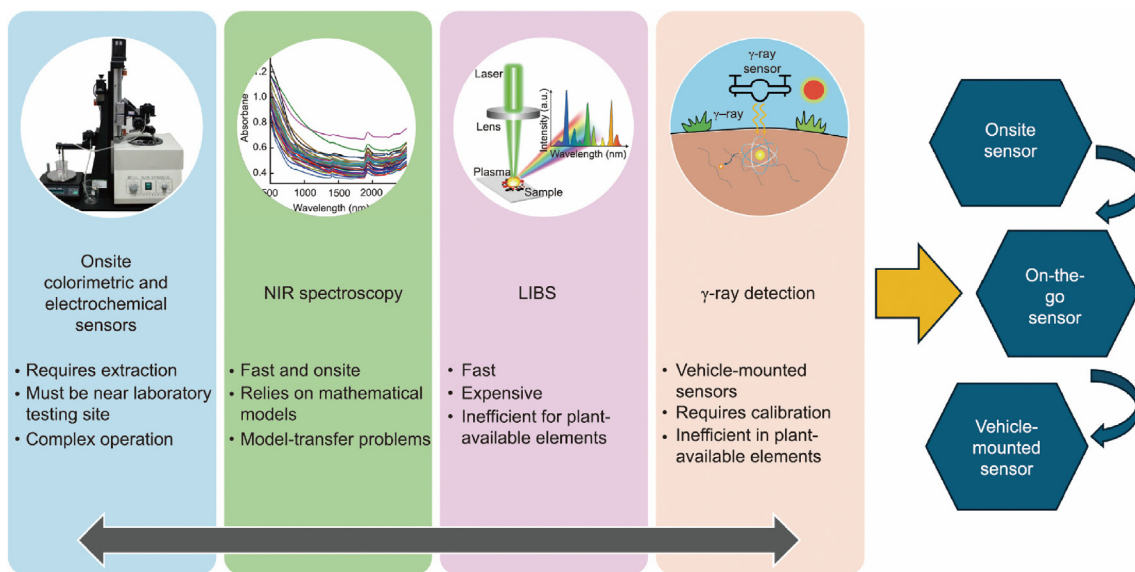 1.2
1.0
0.8
0.6
0.4
Absorbane
500
1000
1500
2000
Wavelength (nm)
Laser
Lens
Plasma
Sample
Intensity (a.u.)
Wavelength (nm)
γ-ray
sensor
γ–ray
Onsite
colorimetric and
electrochemical
sensors
• Requires extraction
• Must be near laboratory
testing site
• Complex operation
NIR spectroscopy
• Fast and onsite
• Relies on mathematical
models
• Model-transfer problems
LIBS
• Fast
• Expensive
• Inefficient for plant-
available elements
γ-ray detection
• Vehicle-mounted
sensors
• Requires calibration
• Inefficient in plant-
available elements
Onsite
sensor
On-the-
go
sensor
Vehicle-
mounted
sensor